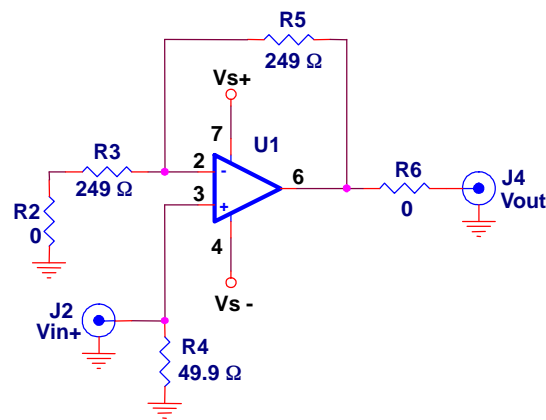 R5
249 Ω
Vs+
7
U1
R3
249 Ω
2
-
3
+
6
R6
0
J4
Vout
R2
0
4
Vs -
J2
Vin+
R4
49.9 Ω